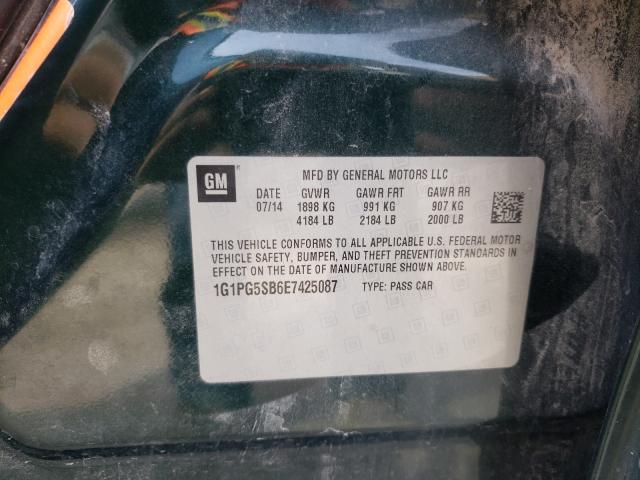 GM MFD BY GENERAL MOTORS LLC
DATE GVWR GAWR FRT GAWR RR
07/14 1898 KG 991 KG 907 KG
4184 LB 2184 LB 2000 LB
THIS VEHICLE CONFORMS TO ALL APPLICABLE U.S. FEDERAL MOTOR
VEHICLE SAFETY, BUMPER, AND THEFT PREVENTION STANDARDS IN
EFFECT ON THE DATE OF MANUFACTURE SHOWN ABOVE.
1G1PG5SB6E7425087 TYPE: PASS CAR